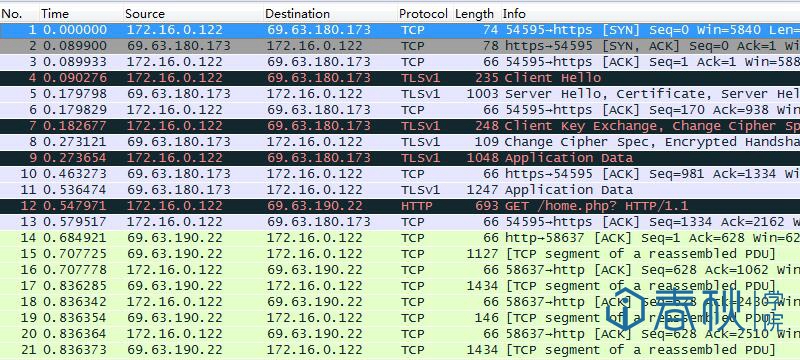 No. Time Source Destination Protocol Length Info
1 0.000000 172.16.0.122 69.63.180.173 TCP 74 54595→https [SYN] Seq=0 Win=5840 Len=
2 0.089900 69.63.180.173 172.16.0.122 TCP 78 https→54595 [SYN, ACK] Seq=0 Ack=1 Wi
3 0.089933 172.16.0.122 69.63.180.173 TCP 66 54595→https [ACK] Seq=1 Ack=1 Win=588
4 0.090276 172.16.0.122 69.63.180.173 TLSv1 235 Client Hello
5 0.179798 69.63.180.173 172.16.0.122 TLSv1 1003 Server Hello, Certificate, Server Hel
6 0.179829 172.16.0.122 69.63.180.173 TCP 66 54595→https [ACK] Seq=170 Ack=938 Win
7 0.182677 172.16.0.122 69.63.180.173 TLSv1 248 Client Key Exchange, Change Cipher Sp
8 0.273121 69.63.180.173 172.16.0.122 TLSv1 109 Change Cipher Spec, Encrypted Handsha
9 0.273654 172.16.0.122 69.63.180.173 TLSv1 1048 Application Data
10 0.463273 69.63.180.173 172.16.0.122 TCP 66 https→54595 [ACK] Seq=981 Ack=1334 W
11 0.536474 69.63.180.173 172.16.0.122 TLSv1 1247 Application Data
12 0.547971 172.16.0.122 69.63.190.22 HTTP 693 GET /home.php? HTTP/1.1
13 0.579517 172.16.0.122 69.63.180.173 TCP 66 54595→https [ACK] Seq=1334 Ack=2162 W
14 0.684921 69.63.190.22 172.16.0.122 TCP 66 http→58637 [ACK] Seq=1 Ack=628 Win=62
15 0.707725 69.63.190.22 172.16.0.122 TCP 1127 [TCP segment of a reassembled PDU]
16 0.707778 172.16.0.122 69.63.190.22 TCP 66 58637→http [ACK] Seq=628 Ack=1062 Wi
17 0.836285 69.63.190.22 172.16.0.122 TCP 1434 [TCP segment of a reassembled PDU]
18 0.836342 172.16.0.122 69.63.190.22 TCP 66 58637→http [ACK] Seq=628 Ack=2430 Wi
19 0.836354 69.63.190.22 172.16.0.122 TCP 146 [TCP segment of a reassembled PDU]
20 0.836364 172.16.0.122 69.63.190.22 TCP 66 58637→http [ACK] Seq=628 Ack=2510 Wi
21 0.836373 69.63.190.22 172.16.0.122 TCP 1434 [TCP segment of a reassembled PDU]
春秋学院